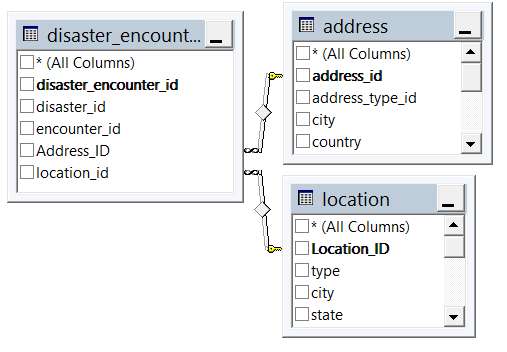 disaster_encount...
* (All Columns)
disaster_encounter_id
disaster_id
encounter_id
Address_ID
location_id
address
* (All Columns)
address_id
address_type_id
city
country
location
* (All Columns)
Location_ID
type
city
state